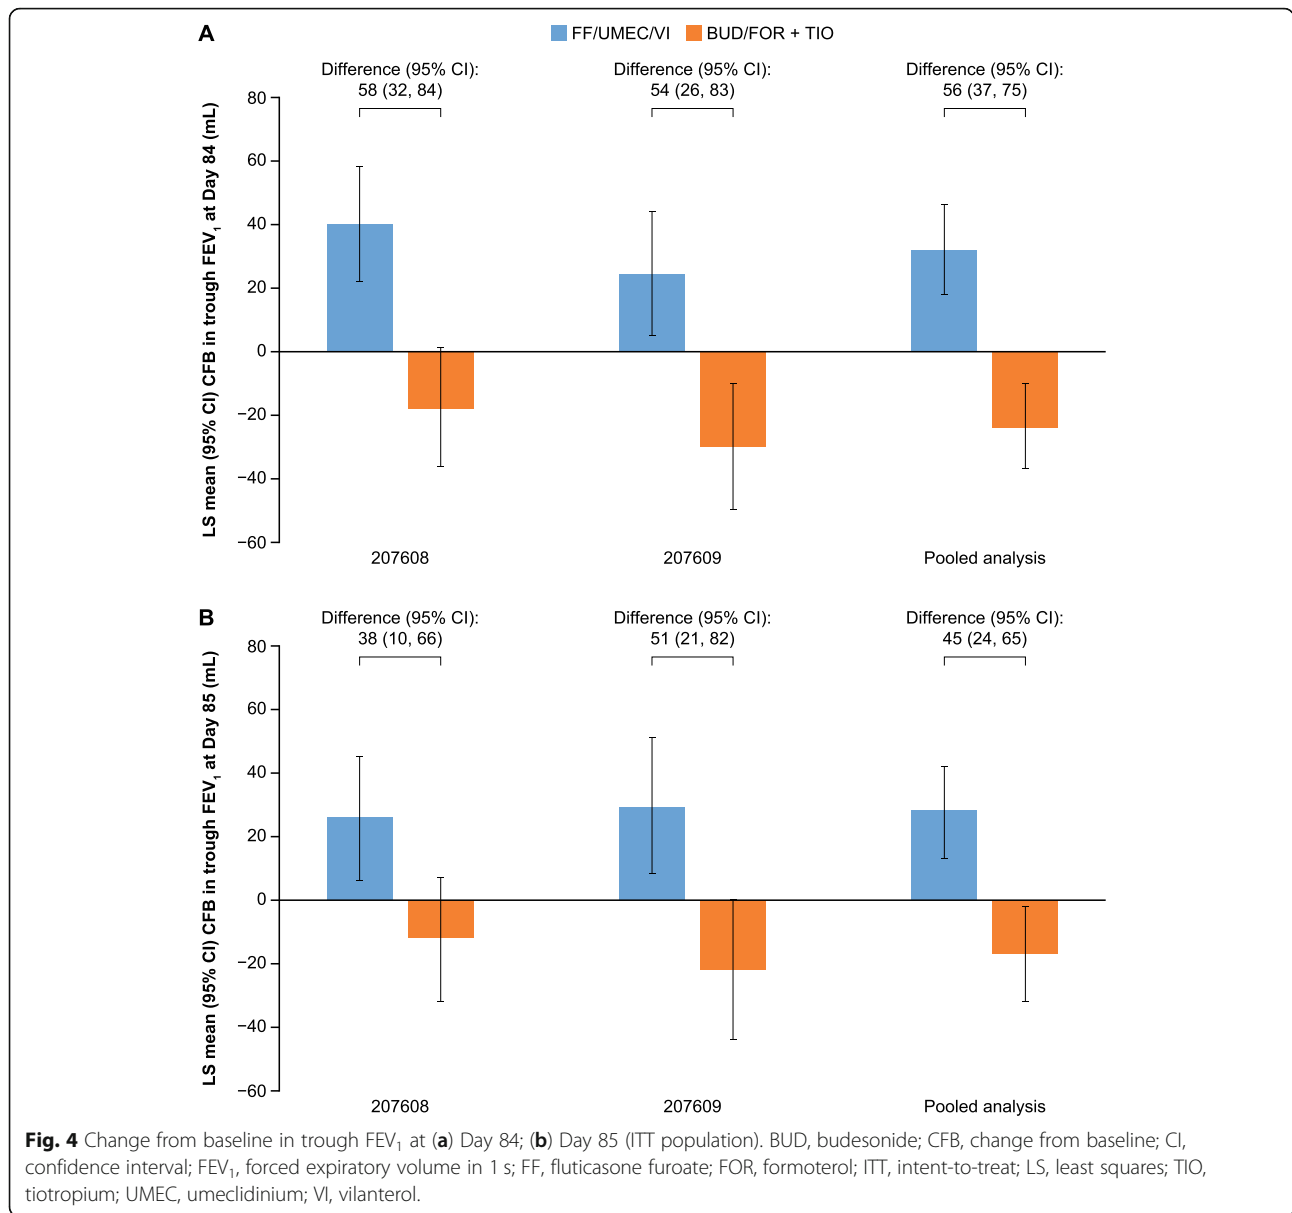 A
FF/UMEC/VI BUD/FOR + TIO
Difference (95% CI):
58 (32, 84)
Difference (95% CI):
54 (26, 83)
Difference (95% CI):
56 (37, 75)
LS mean (95% CI) CFB in trough FEV₁ at Day 84 (mL)
80
60
40
20
0
−20
−40
−60
207608 207609 Pooled analysis
B
Difference (95% CI):
38 (10, 66)
Difference (95% CI):
51 (21, 82)
Difference (95% CI):
45 (24, 65)
LS mean (95% CI) CFB in trough FEV₁ at Day 85 (mL)
80
60
40
20
0
−20
−40
−60
207608 207609 Pooled analysis
Fig. 4 Change from baseline in trough FEV₁ at (a) Day 84; (b) Day 85 (ITT population). BUD, budesonide; CFB, change from baseline; CI,
confidence interval; FEV₁, forced expiratory volume in 1 s; FF, fluticasone furoate; FOR, formoterol; ITT, intent-to-treat; LS, least squares; TIO,
tiotropium; UMEC, umeclidinium; VI, vilanterol.